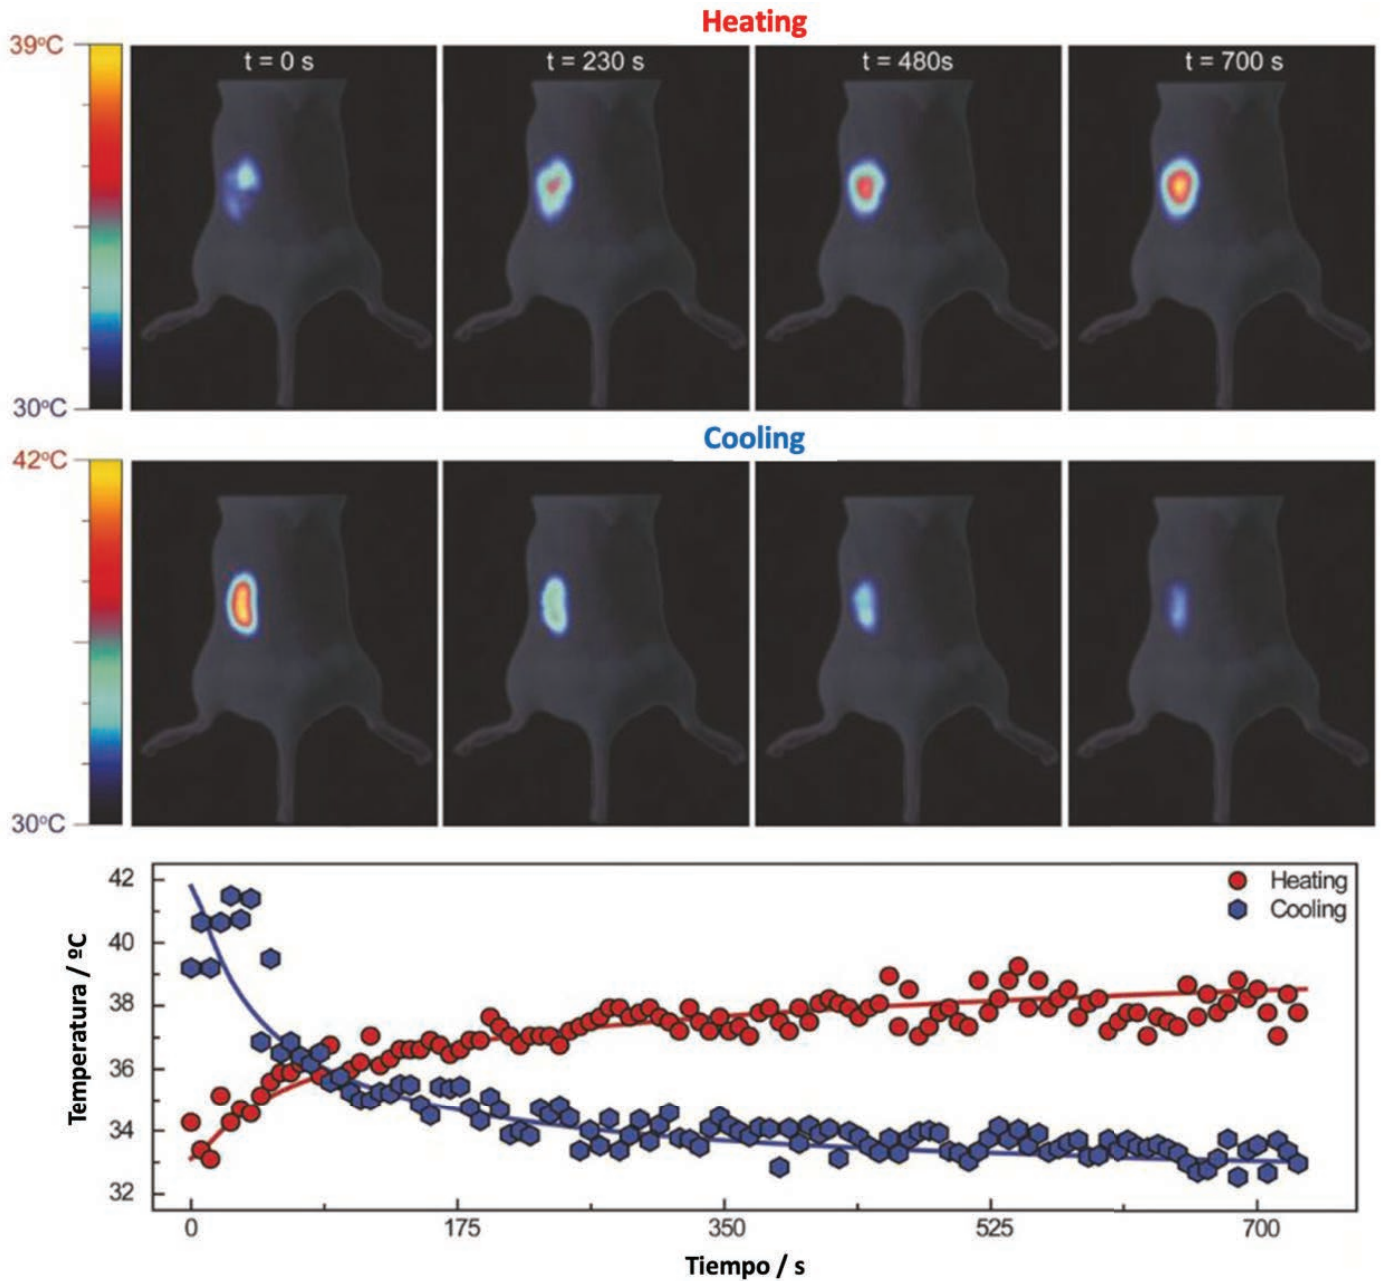 Heating
39ºC
t = 0 s
t = 230 s
t = 480s
t = 700 s
30ºC
Cooling
42ºC
30ºC
Heating
Cooling
42
40
38
36
34
32
Temperatura / ºC
0
175
350
525
700
Tiempo / s